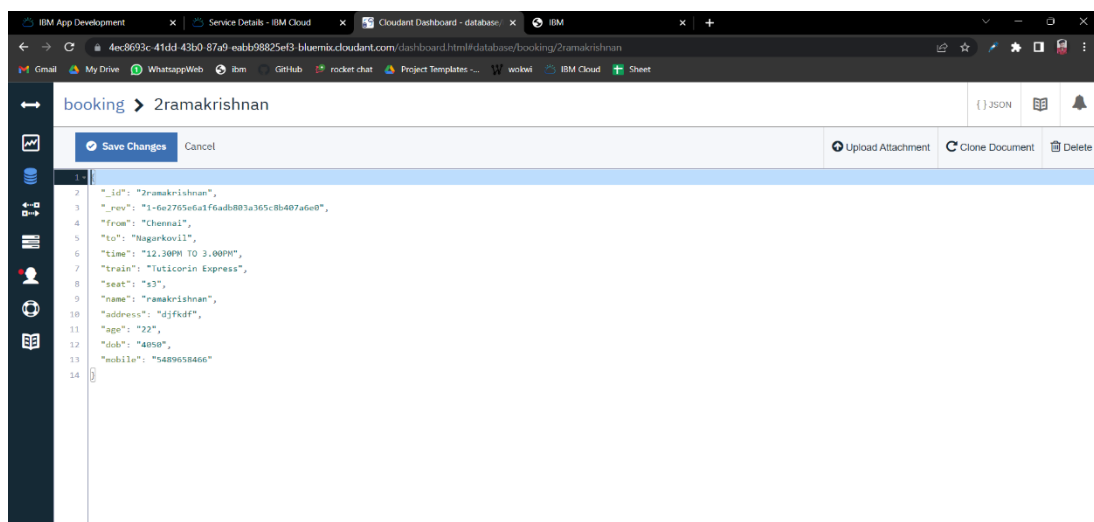 IBM App Development
Service Details - IBM Cloud
Cloudant Dashboard - database/
IBM
4ec8693c-41dd-43b0-87a9-eabb98825ef3-bluemix.cloudant.com/dashboard.html#database/booking/2ramakrishnan
Gmail My Drive WhatsappWeb ibm GitHub rocket chat Project Templates -... wokwi IBM Cloud Sheet
booking > 2ramakrishnan
{ } JSON
Save Changes Cancel
Upload Attachment Clone Document Delete
1 {
2 "_id": "2ramakrishnan",
3 "_rev": "1-6e2765e6a1f6adb803a365c8b407a6e0",
4 "from": "Chennai",
5 "to": "Nagarkovil",
6 "time": "12.30PM TO 3.00PM",
7 "train": "Tuticorin Express",
8 "seat": "s3",
9 "name": "ramakrishnan",
10 "address": "djfkdf",
11 "age": "22",
12 "dob": "4050",
13 "mobile": "5489658466"
14 }